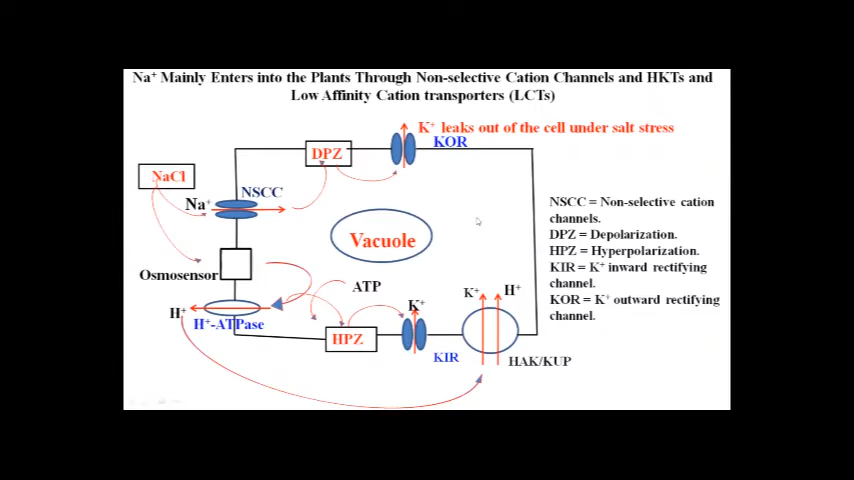 Na⁺ Mainly Enters into the Plants Through Non-selective Cation Channels and HKTs and
Low Affinity Cation transporters (LCTs)
K⁺ leaks out of the cell under salt stress
KOR
DPZ
NaCl
NSCC
Na⁺
NSCC = Non-selective cation
channels.
DPZ = Depolarization.
HPZ = Hyperpolarization.
KIR = K⁺ inward rectifying
channel.
KOR = K⁺ outward rectifying
channel.
Vacuole
Osmosensor
ATP
K⁺
H⁺
K⁺
H⁺
H⁺-ATPase
HPZ
KIR
HAK/KUP